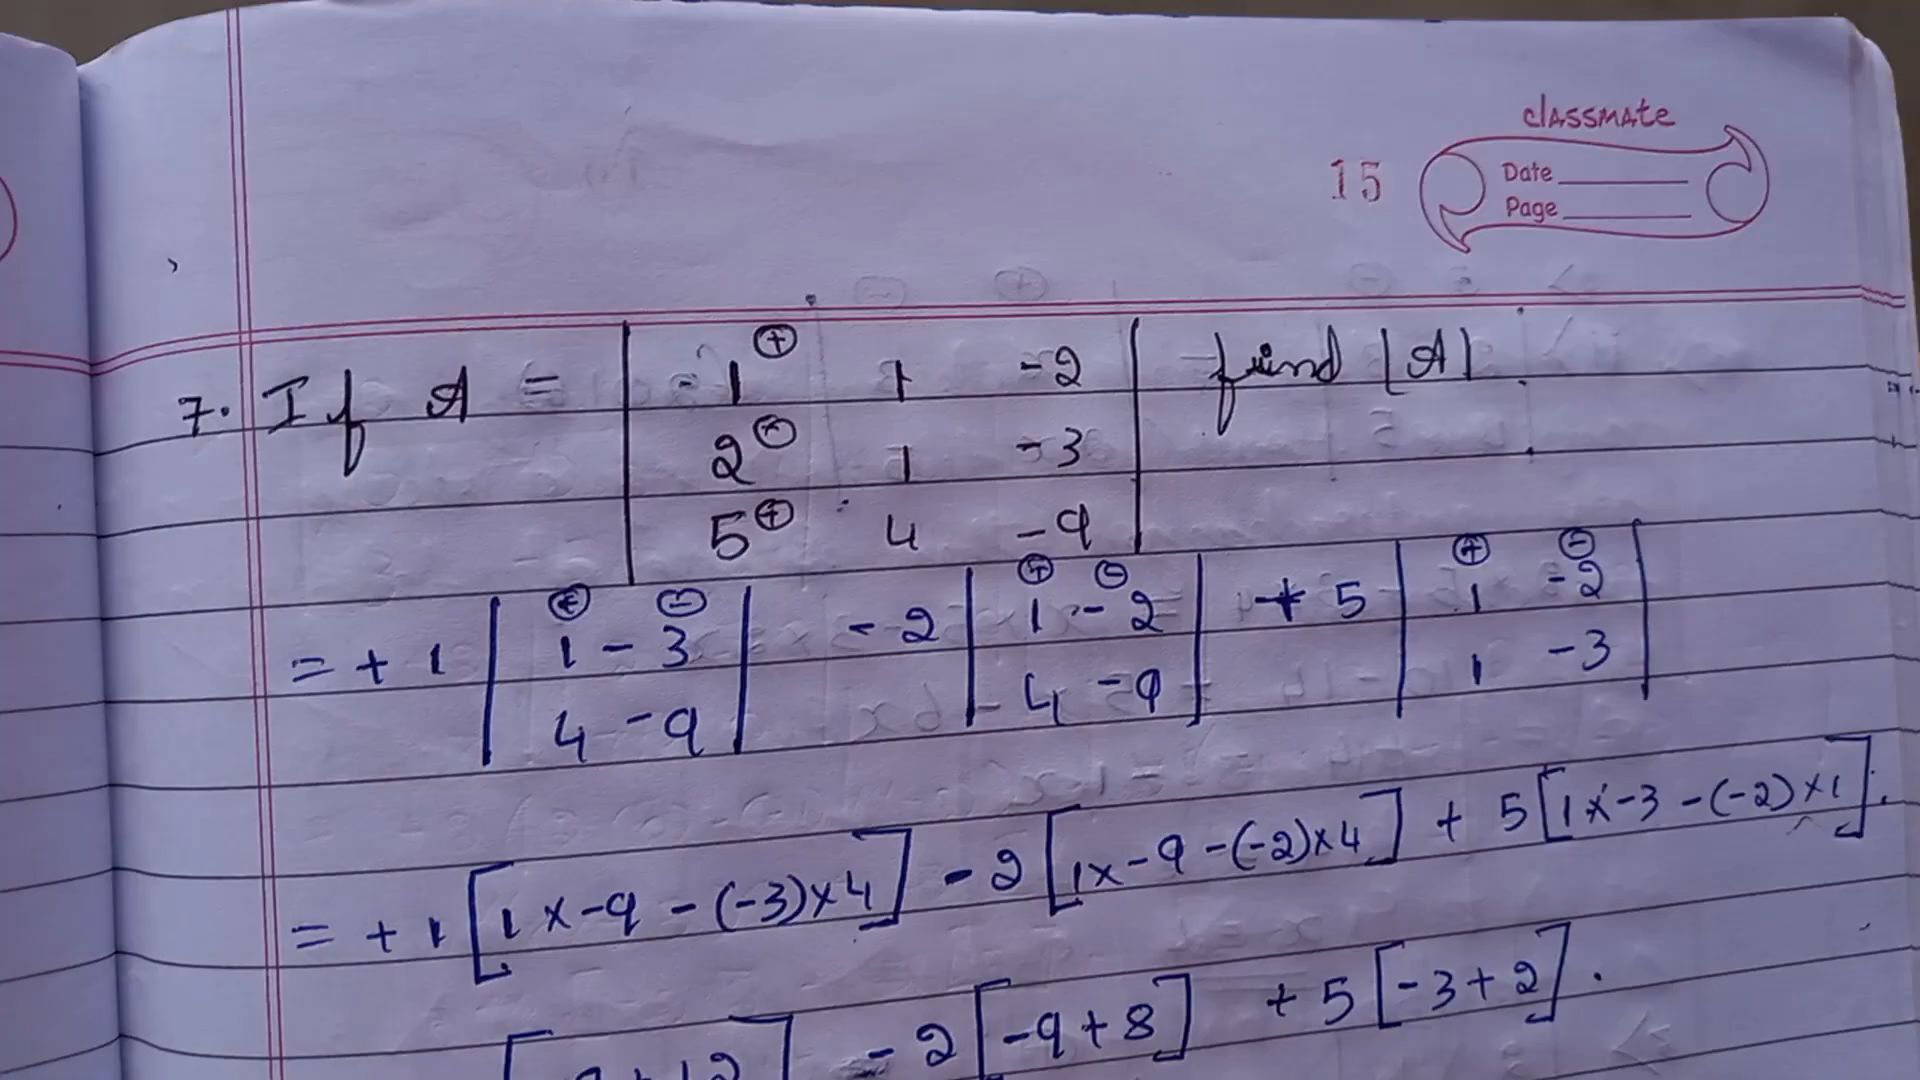 classmate
15
Date
Page
7. If A = | 1 ⊕ 1 -2 | find |A|
2 ⊖ 1 -3
5 ⊕ 4 -9
= + 1 | ⊕ ⊖ 1 - 3 | - 2 | ⊕ ⊖ 1 - 2 | + 5 | ⊕ ⊖ 1 -2 |
4 - 9 4 - 9 1 -3
= + 1 [1 x -9 - (-3) x 4] - 2 [1 x - 9 - (-2) x 4] + 5 [1 x -3 - (-2) x 1].
- 2 [-9 + 8] + 5 [-3 + 2].